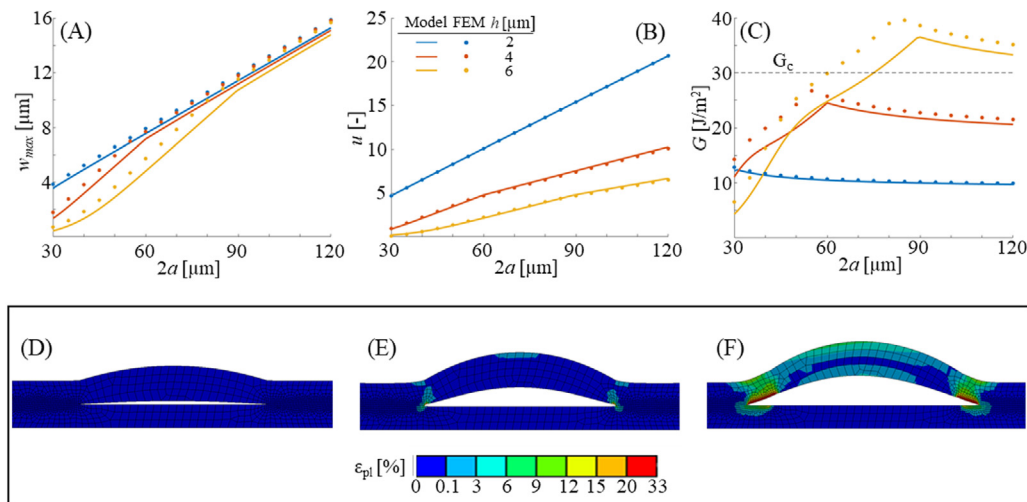 (A)
16
12
8
4
w_max [μm]
30 60 90 120
2a [μm]
(B)
25
20
15
10
5
u [-]
30 60 90 120
2a [μm]
Model FEM h [μm]
2
4
6
(C)
40
30
20
10
G [J/m²]
G_c
30 60 90 120
2a [μm]
(D)
(E)
(F)
ε_pl [%]
0 0.1 3 6 9 12 15 20 33